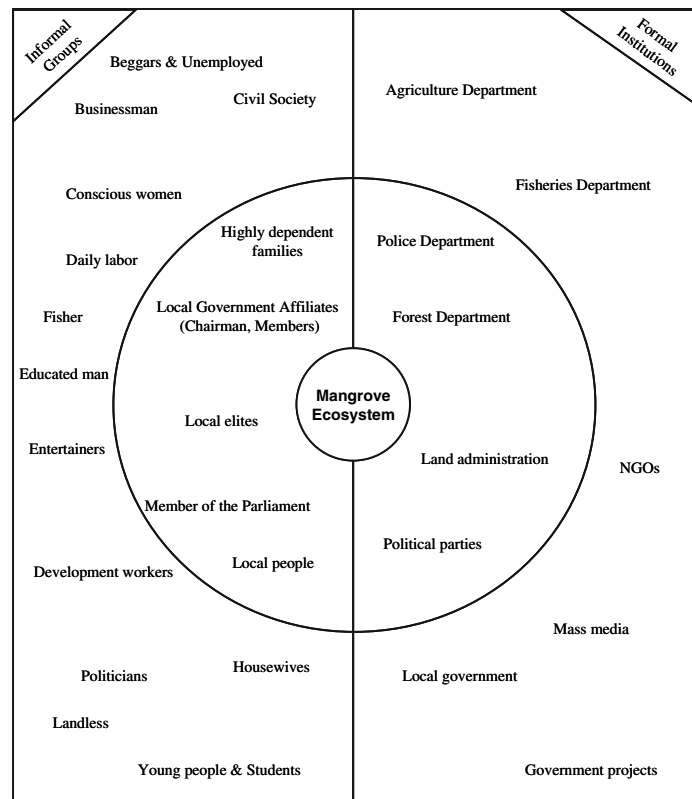 Informal
Groups
Formal
Institutions
Beggars & Unemployed
Civil Society
Businessman
Agriculture Department
Conscious women
Fisheries Department
Highly dependent
families
Police Department
Daily labor
Local Government Affiliates
(Chairman, Members)
Fisher
Forest Department
Educated man
Mangrove
Ecosystem
Local elites
Entertainers
Land administration
NGOs
Member of the Parliament
Political parties
Local people
Development workers
Mass media
Housewives
Politicians
Local government
Landless
Young people & Students
Government projects